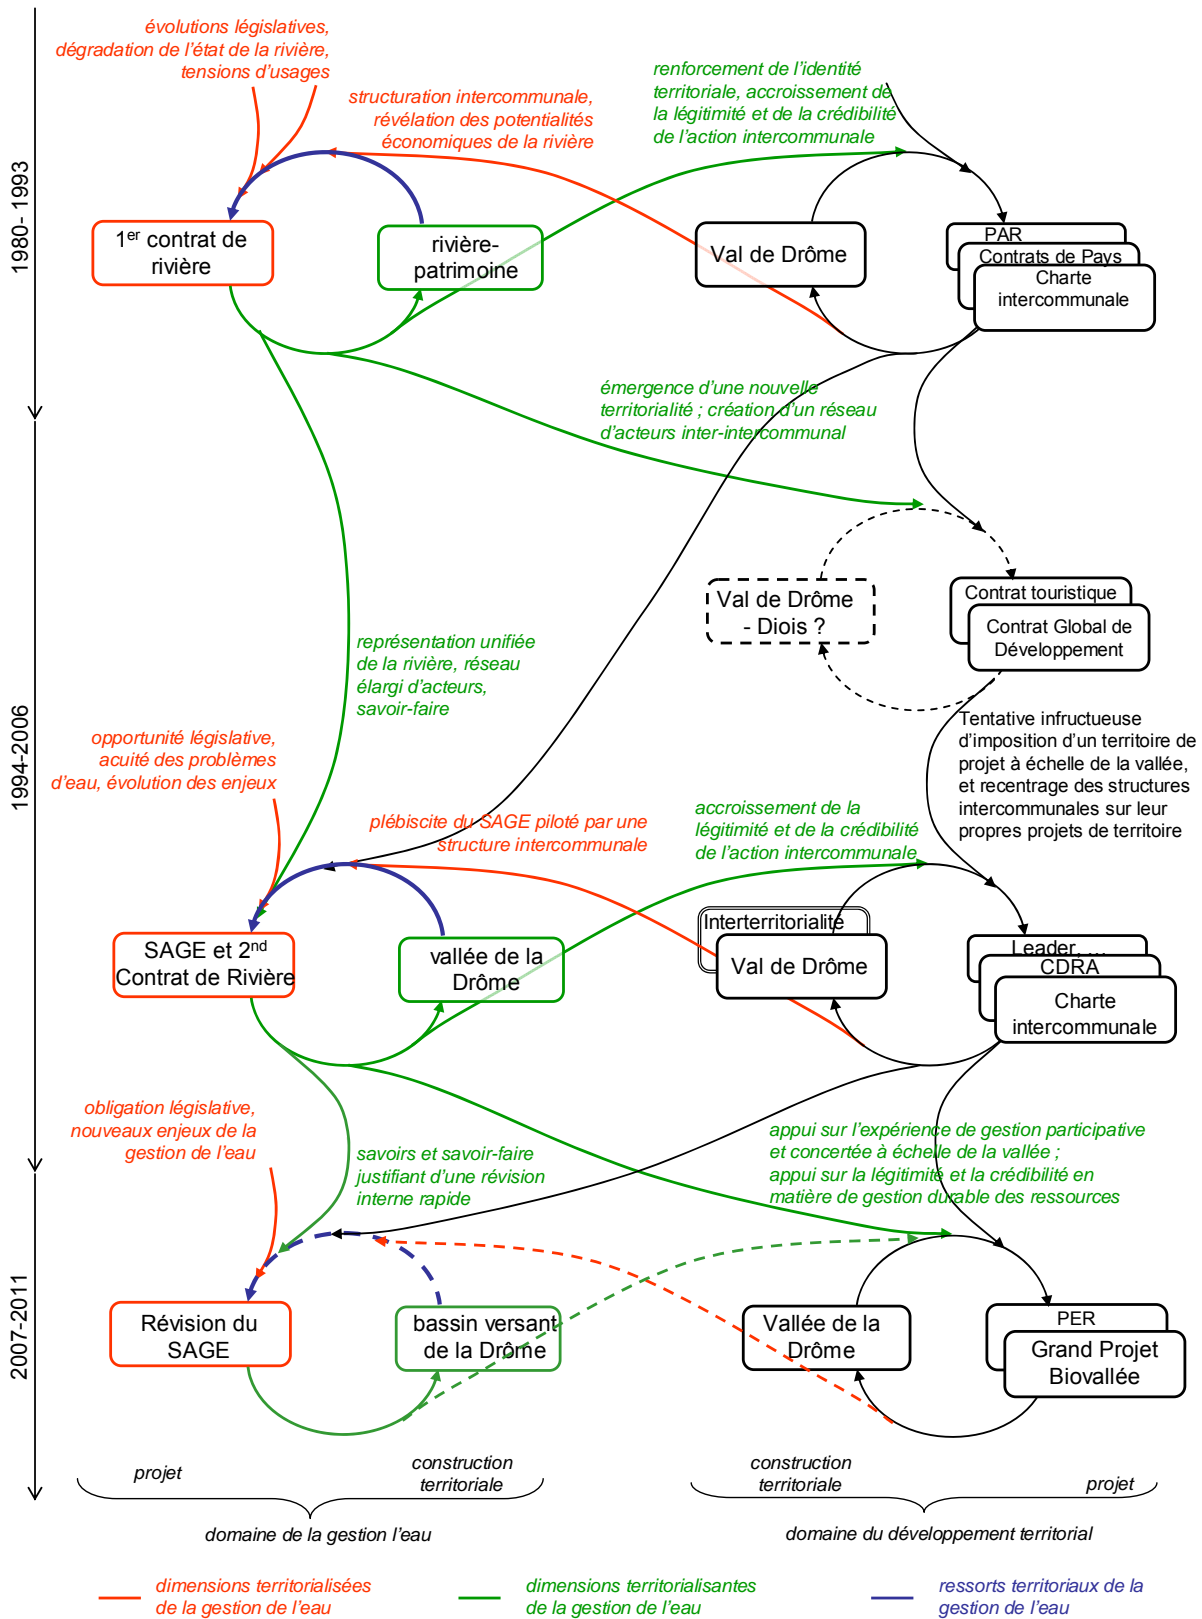 évolutions législatives,
dégradation de l'état de la rivière,
tensions d'usages
structuration intercommunale,
révélation des potentialités
économiques de la rivière
renforcement de l'identité
territoriale, accroissement de
la légitimité et de la crédibilité
de l'action intercommunale
1980- 1993
1er contrat de
rivière
rivière-
patrimoine
Val de Drôme
PAR
Contrats de Pays
Charte
intercommunale
émergence d'une nouvelle
territorialité ; création d'un réseau
d'acteurs inter-intercommunal
1994-2006
Val de Drôme
- Diois ?
Contrat touristique
Contrat Global de
Développement
représentation unifiée
de la rivière, réseau
élargi d'acteurs,
savoir-faire
Tentative infructueuse
d'imposition d'un territoire de
projet à échelle de la vallée,
et recentrage des structures
intercommunales sur leur
propres projets de territoire
opportunité législative,
acuité des problèmes
d'eau, évolution des enjeux
plébiscite du SAGE piloté par une
structure intercommunale
accroissement de la
légitimité et de la crédibilité
de l'action intercommunale
SAGE et 2nd
Contrat de Rivière
vallée de la
Drôme
Interterritorialité
Val de Drôme
Leader, ...
CDRA
Charte
intercommunale
obligation législative,
nouveaux enjeux de la
gestion de l'eau
savoirs et savoir-faire
justifiant d'une révision
interne rapide
appui sur l'expérience de gestion participative
et concertée à échelle de la vallée ;
appui sur la légitimité et la crédibilité en
matière de gestion durable des ressources
2007-2011
Révision du
SAGE
bassin versant
de la Drôme
Vallée de la
Drôme
PER
Grand Projet
Biovallée
projet
construction
territoriale
construction
territoriale
projet
domaine de la gestion l'eau
domaine du développement territorial
dimensions territorialisées
de la gestion de l'eau
dimensions territorialisantes
de la gestion de l'eau
ressorts territoriaux de la
gestion de l'eau